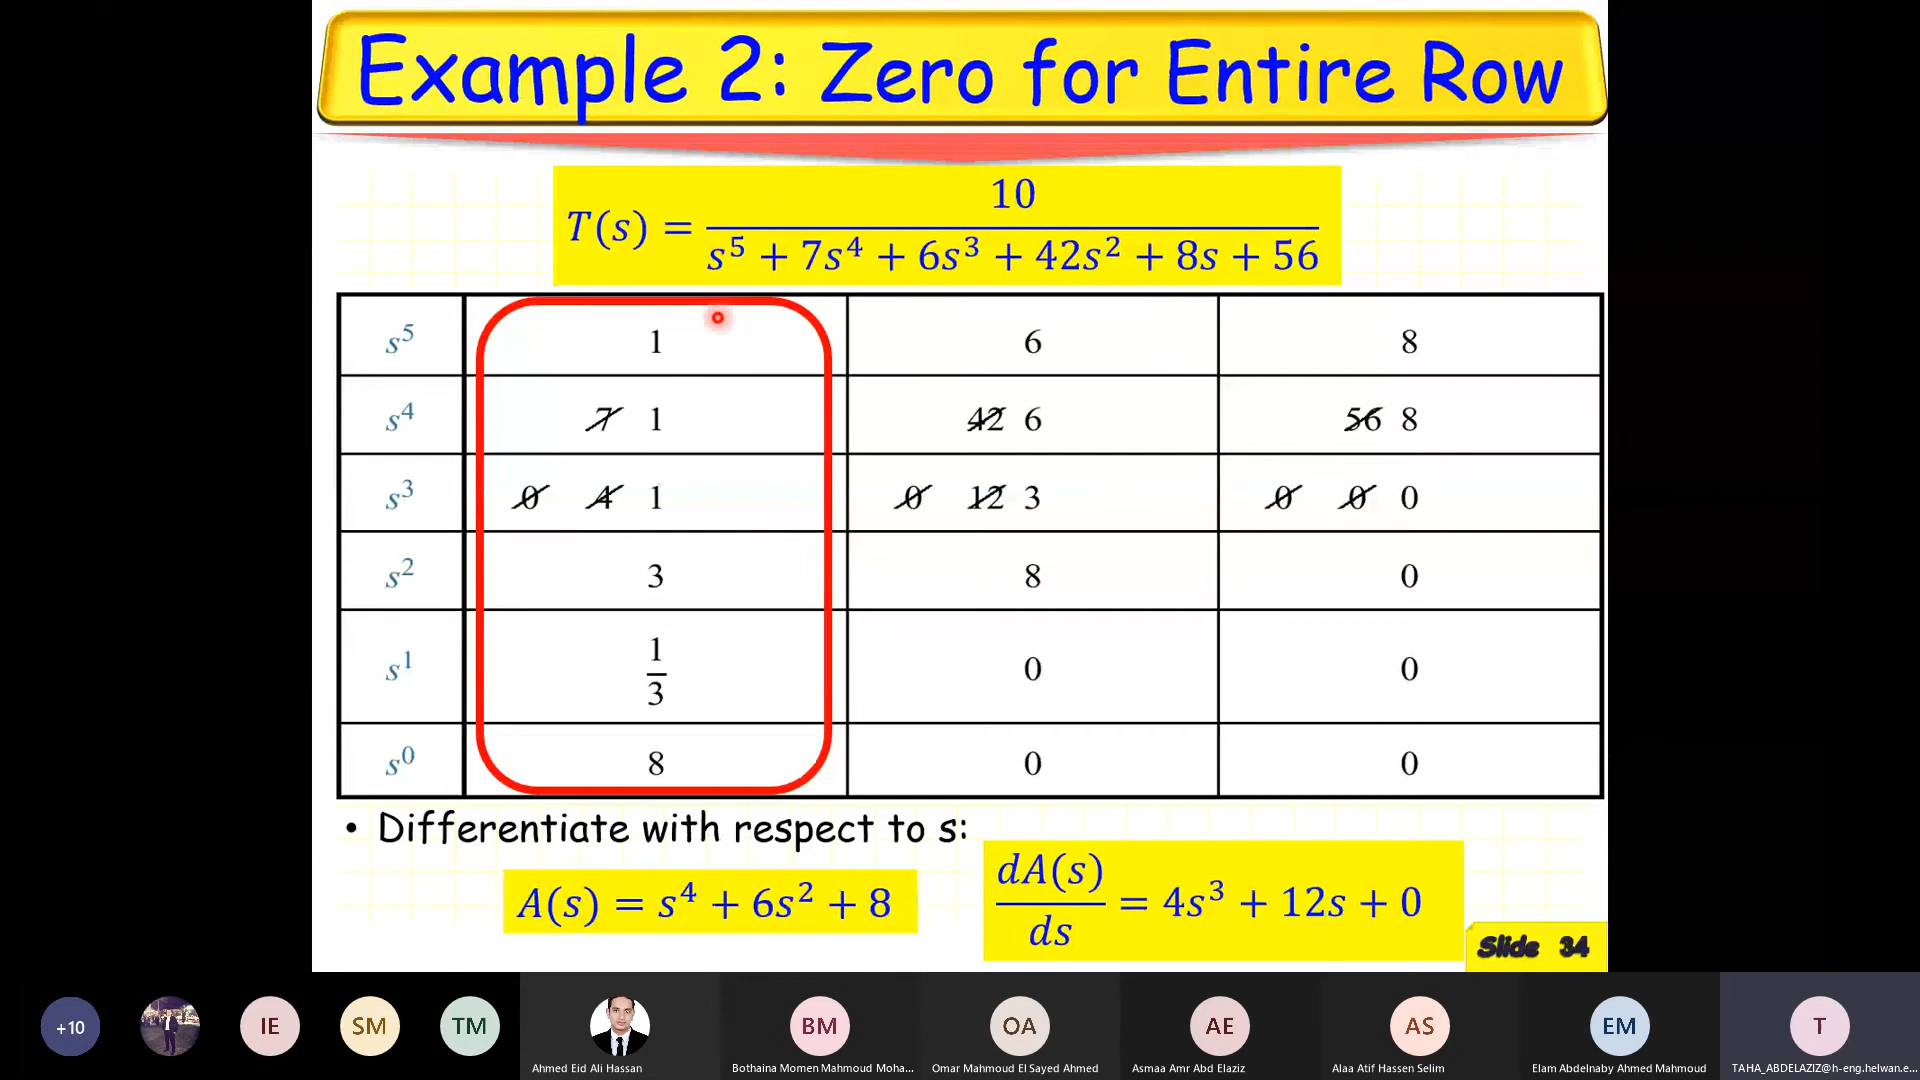 Example 2: Zero for Entire Row
T(s) = 10 / (s⁵ + 7s⁴ + 6s³ + 42s² + 8s + 56)
s⁵ 1 6 8
s⁴ 7 1 42 6 56 8
s³ 0 4 1 0 12 3 0 0 0
s² 3 8 0
s¹ 1/3 0 0
s⁰ 8 0 0
• Differentiate with respect to s:
A(s) = s⁴ + 6s² + 8
dA(s)/ds = 4s³ + 12s + 0
Slide 34
+10 IE SM TM BM OA AE AS EM T
Ahmed Eid Ali Hassan
Bothaina Momen Mahmoud Moha...
Omar Mahmoud El Sayed Ahmed
Asmaa Amr Abd Elaziz
Alaa Atif Hassen Selim
Elam Abdelnaby Ahmed Mahmoud
TAHA_ABDELAZIZ@h-eng.helwan.e...